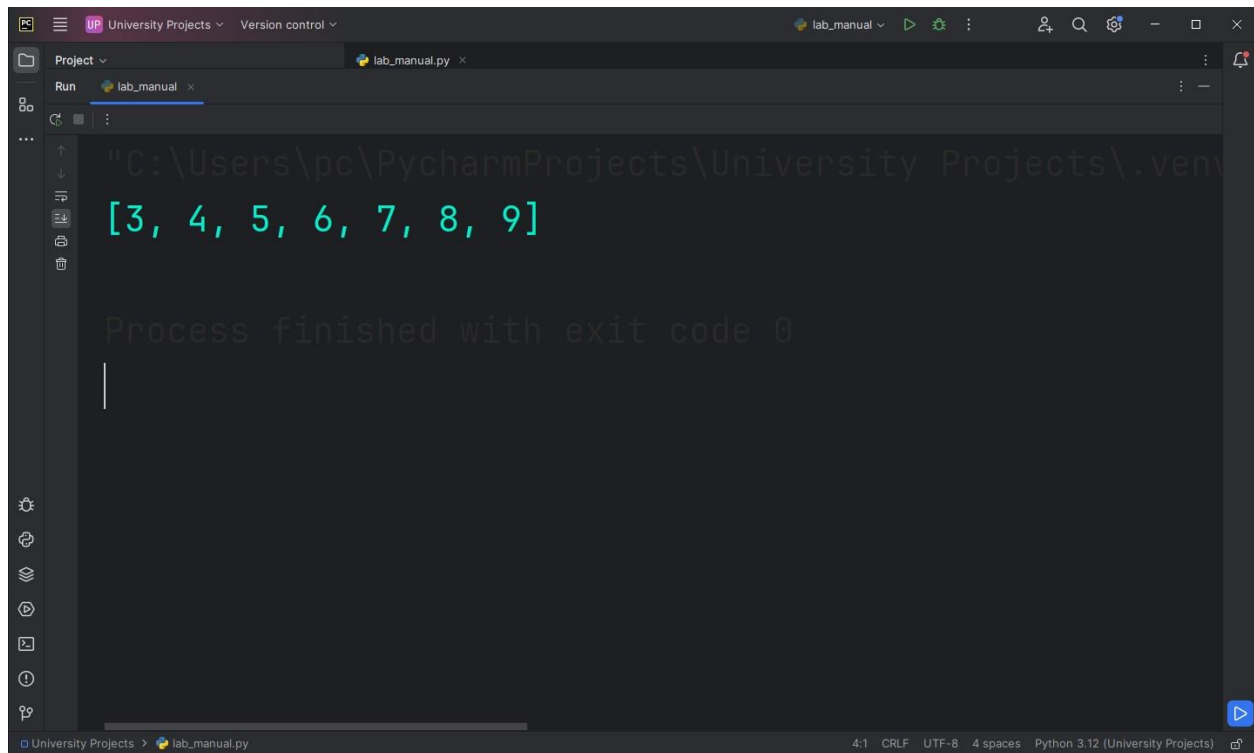 PC UP University Projects Version control lab_manual
Project lab_manual.py
Run lab_manual
"C:\Users\pc\PycharmProjects\University Projects\.venv
[3, 4, 5, 6, 7, 8, 9]
Process finished with exit code 0
University Projects > lab_manual.py 4:1 CRLF UTF-8 4 spaces Python 3.12 (University Projects)